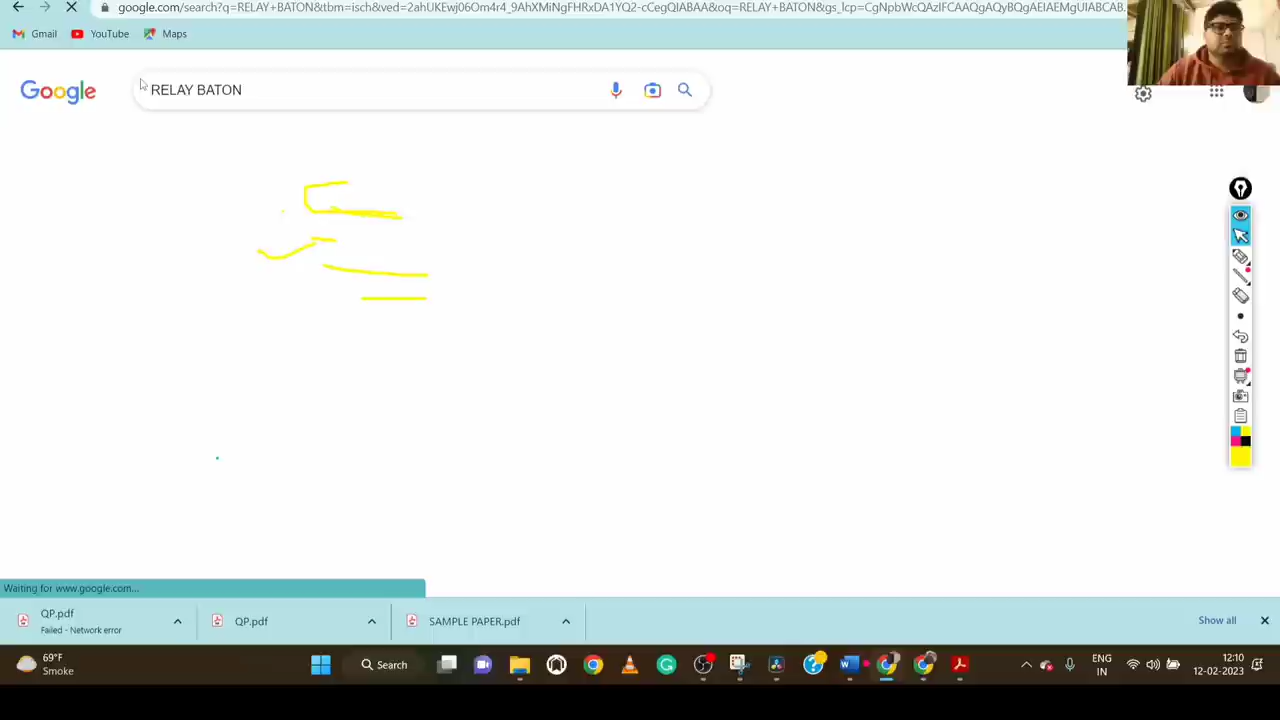 google.com/search?q=RELAY+BATON&tbm=isch&ved=2ahUKEwj06Om4r4_9AhXMiNgFHRxDA1YQ2-cCegQIABAA&oq=RELAY+BATON&gs_lcp=CgNpbWcQAzIFCAAQgAQyBQgAEIAEMgUIABCAB.
Gmail YouTube Maps
Google RELAY BATON
Waiting for www.google.com...
QP.pdf
Failed - Network error
QP.pdf
SAMPLE PAPER.pdf
Show all
69°F
Smoke
Search
ENG
IN
12:10
12-02-2023